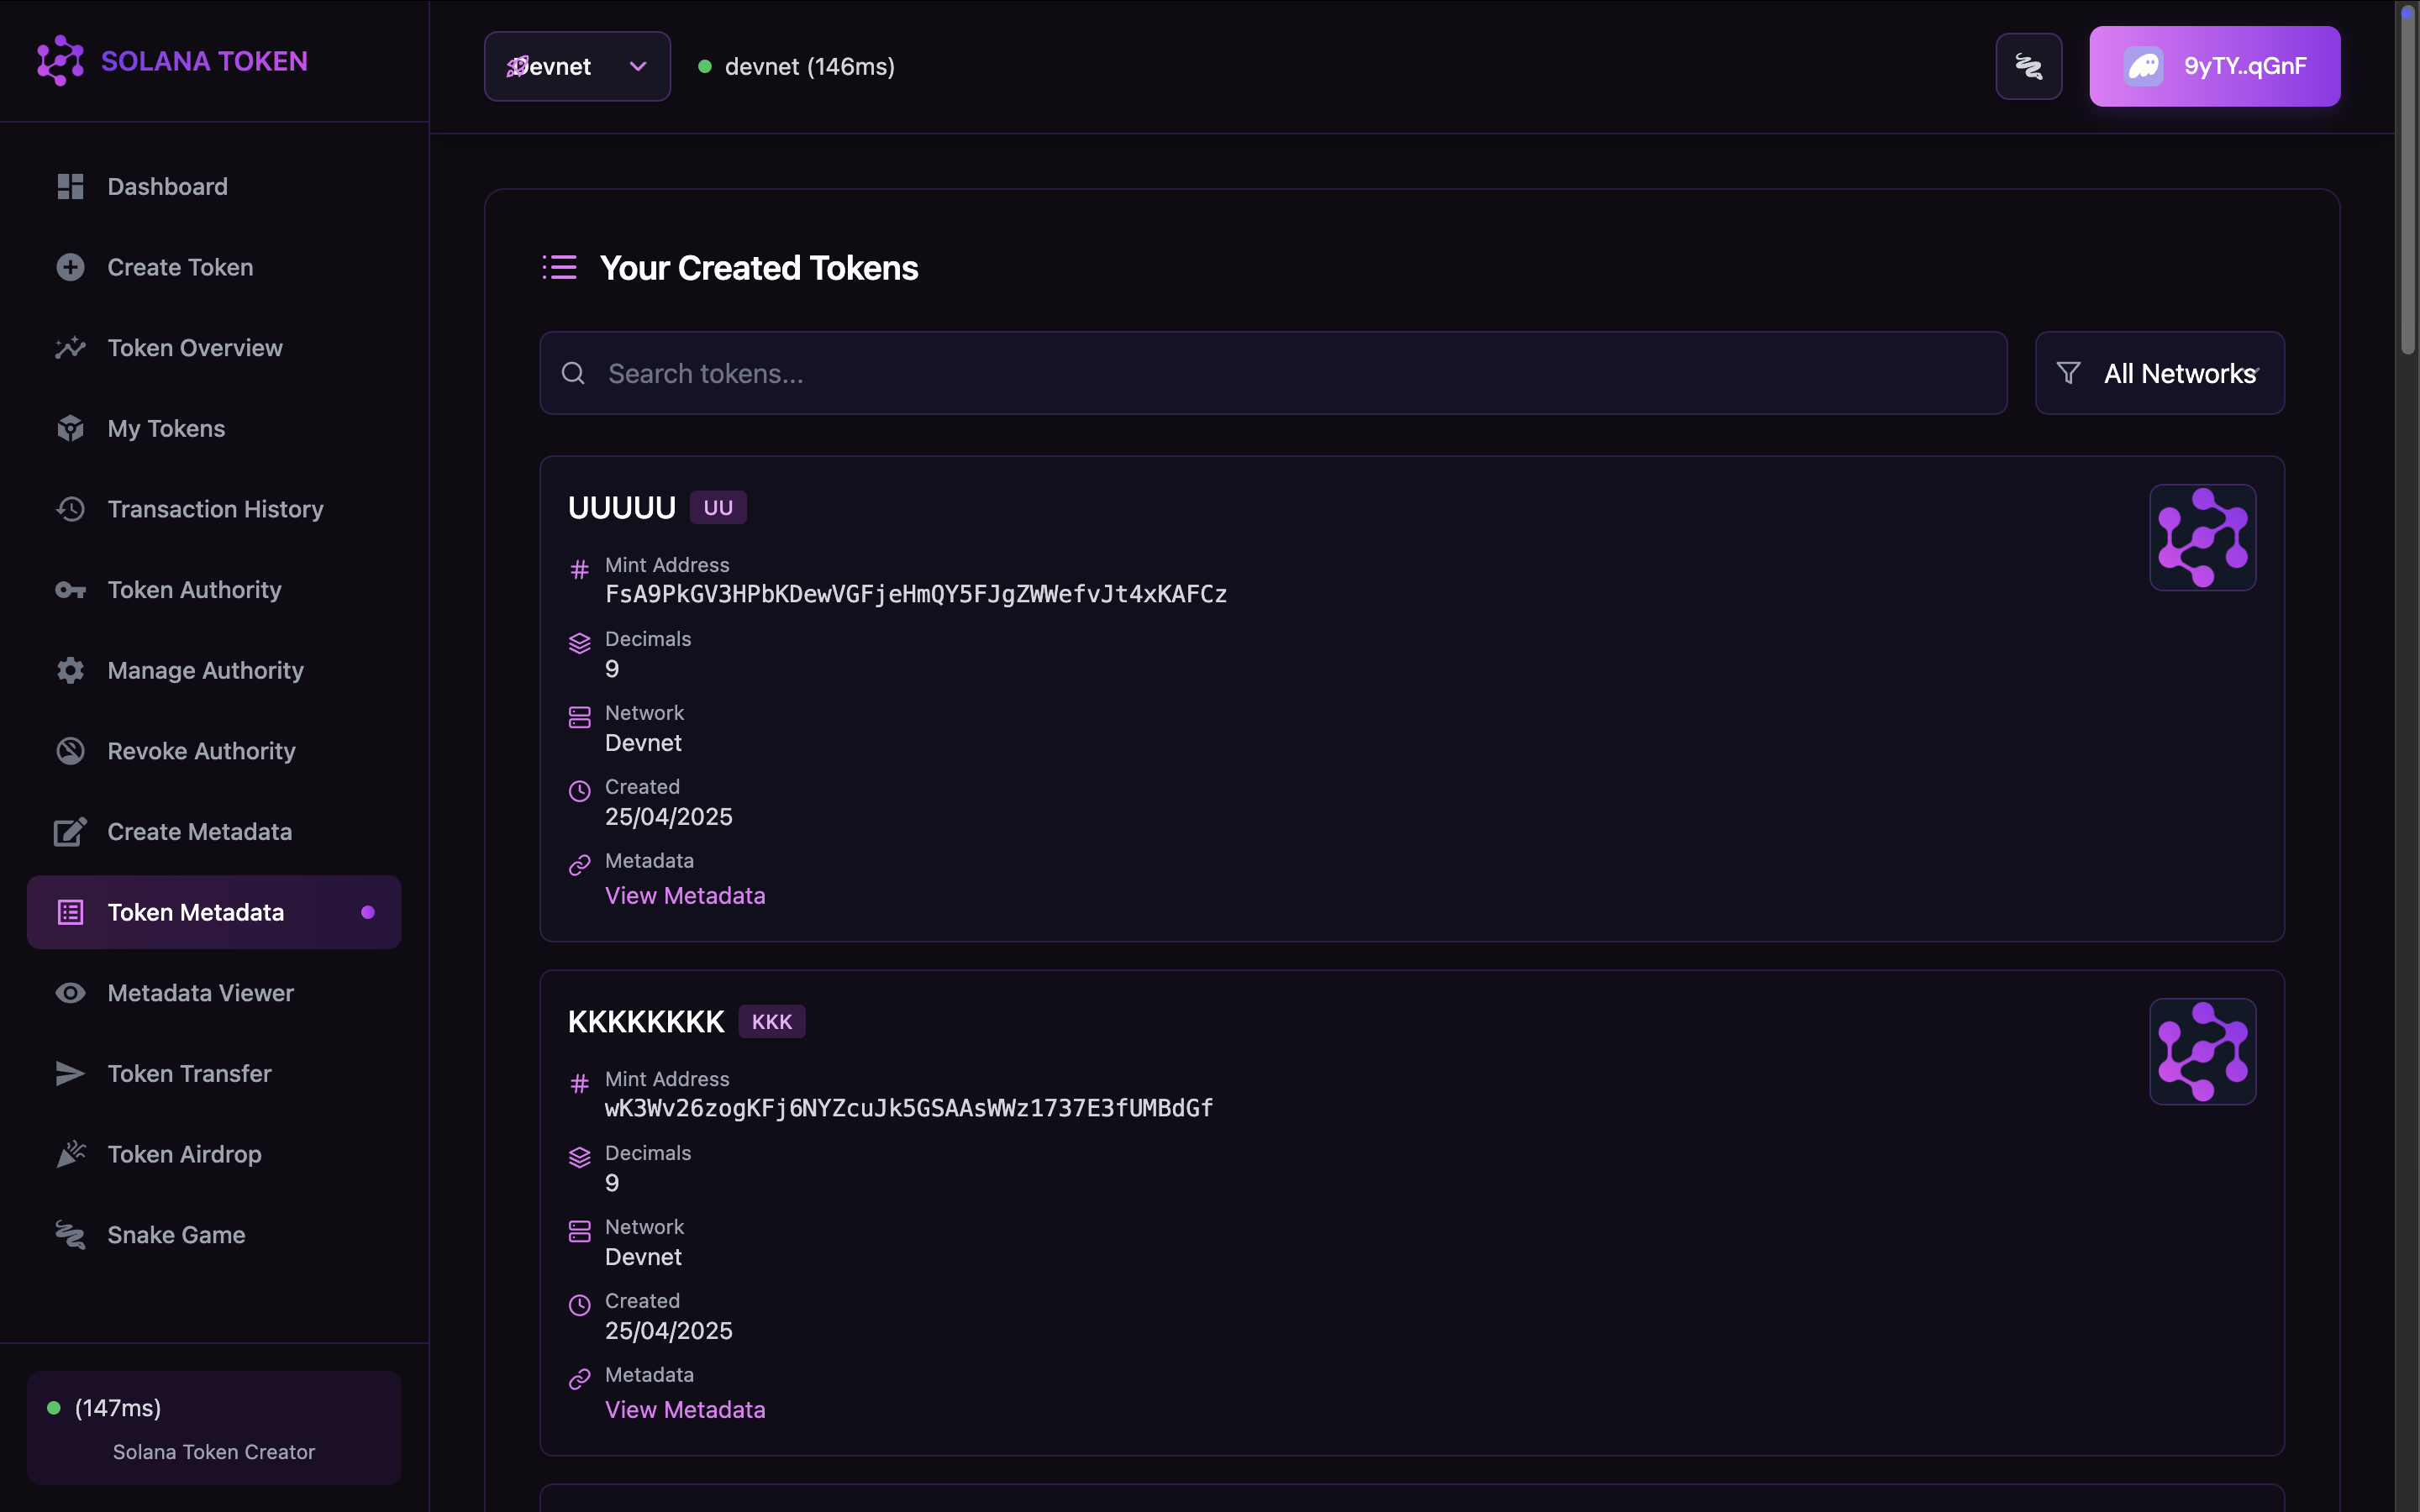 SOLANA TOKEN
Dashboard
Create Token
Token Overview
My Tokens
Transaction History
Token Authority
Manage Authority
Revoke Authority
Create Metadata
Token Metadata
Metadata Viewer
Token Transfer
Token Airdrop
Snake Game
(147ms)
Solana Token Creator
Devnet
devnet (146ms)
9yTY..qGnF
Your Created Tokens
Search tokens...
All Networks
UUUUU UU
Mint Address
FsA9PkGV3HPbKDewVGFjeHmQY5FJgZWWefvJt4xKAFCz
Decimals
9
Network
Devnet
Created
25/04/2025
Metadata
View Metadata
KKKKKKKK KKK
Mint Address
wK3Wv26zogKFj6NYZcuJk5GSAAsWWz1737E3fUMBdGf
Decimals
9
Network
Devnet
Created
25/04/2025
Metadata
View Metadata